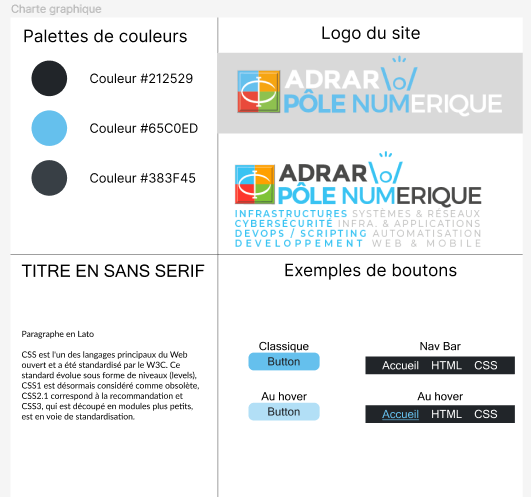 Charte graphique
Palettes de couleurs
Couleur #212529
Couleur #65C0ED
Couleur #383F45
Logo du site
ADRAR\o/
PÔLE NUMERIQUE
ADRAR\o/
PÔLE NUMERIQUE
INFRASTRUCTURES SYSTÈMES & RÉSEAUX
CYBERSÉCURITÉ INFRA. & APPLICATIONS
DEVOPS / SCRIPTING AUTOMATISATION
DEVELOPPEMENT WEB & MOBILE
TITRE EN SANS SERIF
Paragraphe en Lato
CSS est l'un des langages principaux du Web
ouvert et a été standardisé par le W3C. Ce
standard évolue sous forme de niveaux (levels),
CSS1 est désormais considéré comme obsolète,
CSS2.1 correspond à la recommandation et
CSS3, qui est découpé en modules plus petits,
est en voie de standardisation.
Exemples de boutons
Classique
Button
Au hover
Button
Nav Bar
Accueil HTML CSS
Au hover
Accueil HTML CSS